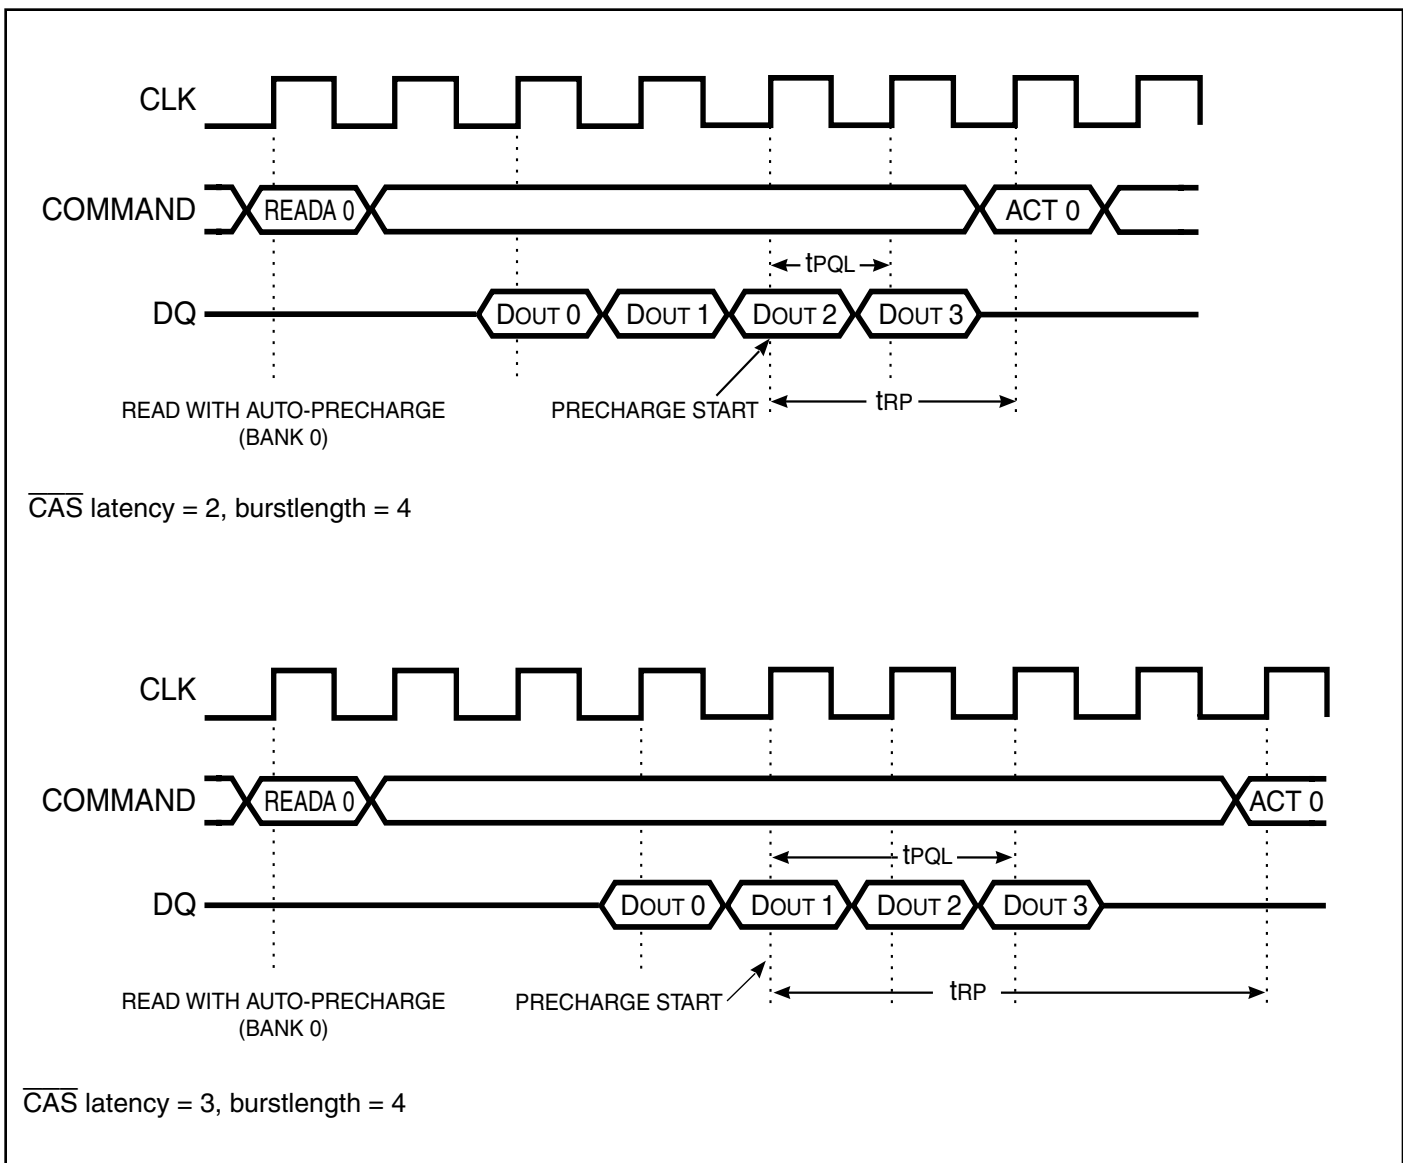 CLK
COMMAND READA 0 ACT 0
tPQL
DQ DOUT 0 DOUT 1 DOUT 2 DOUT 3
READ WITH AUTO-PRECHARGE PRECHARGE START tRP
(BANK 0)
CAS latency = 2, burstlength = 4
CLK
COMMAND READA 0 ACT 0
tPQL
DQ DOUT 0 DOUT 1 DOUT 2 DOUT 3
READ WITH AUTO-PRECHARGE PRECHARGE START tRP
(BANK 0)
CAS latency = 3, burstlength = 4